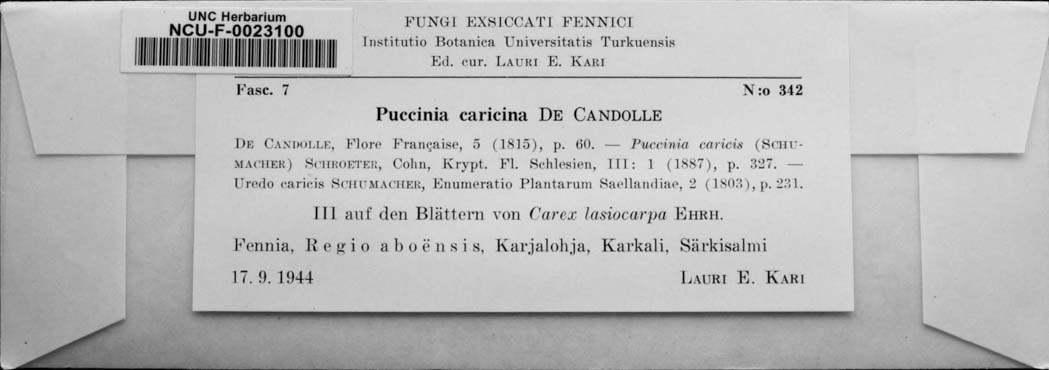 UNC Herbarium
NCU-F-0023100
FUNGI EXSICCATI FENNICI
Institutio Botanica Universitatis Turkuensis
Ed. cur. LAURI E. KARI
Fasc. 7 N:o 342
Puccinia caricina DE CANDOLLE
DE CANDOLLE, Flore Française, 5 (1815), p. 60. — Puccinia caricis (SCHU-
MACHER) SCHROETER, Cohn, Krypt. Fl. Schlesien, III: 1 (1887), p. 327. —
Uredo caricis SCHUMACHER, Enumeratio Plantarum Saellandiae, 2 (1803), p. 231.
III auf den Blättern von Carex lasiocarpa EHRH.
Fennia, Regio aboënsis, Karjalohja, Karkali, Särkisalmi
17. 9. 1944 LAURI E. KARI